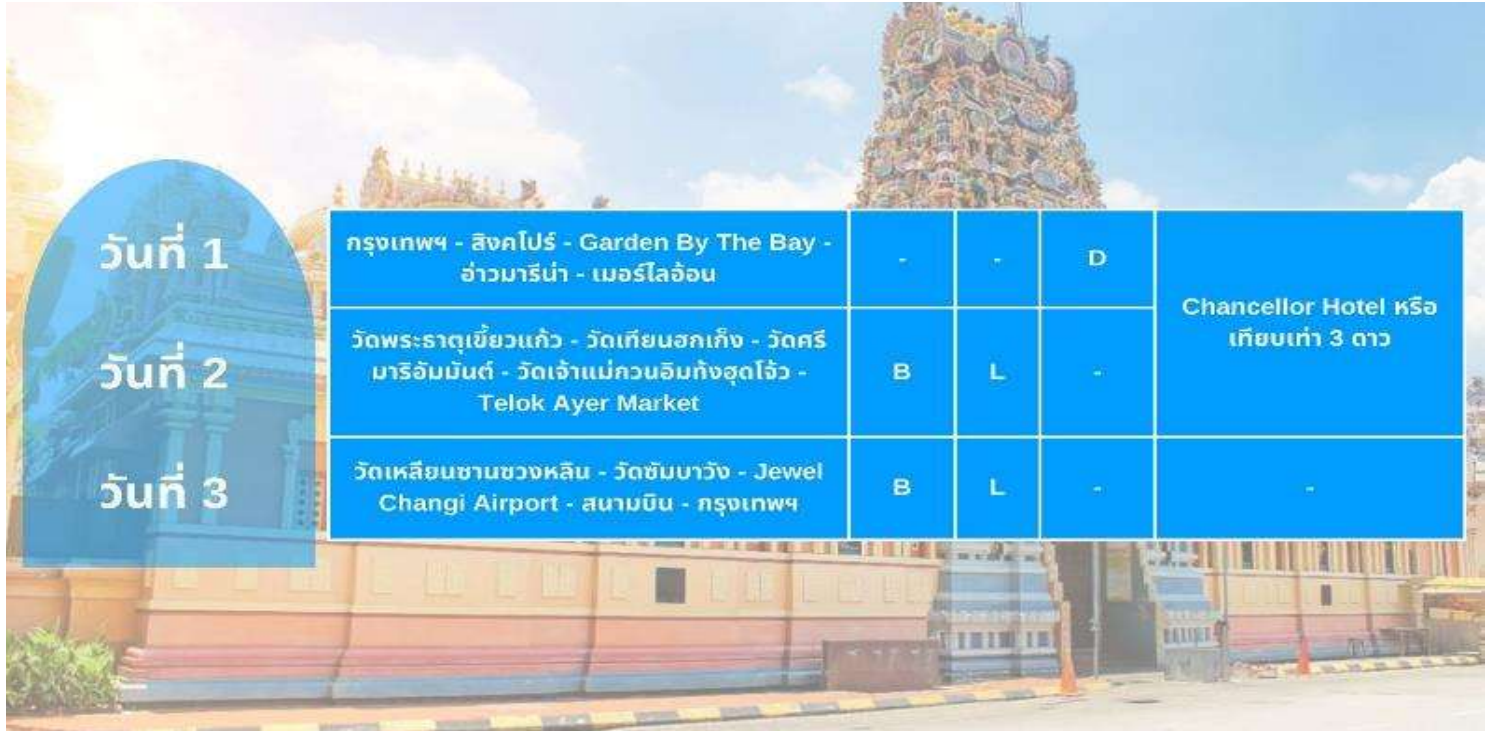 วันที่ 1
กรุงเทพฯ - สิงคโปร์ - Garden By The Bay -
อ่าวมารีน่า - เมอร์ไลอ้อน
-
-
D
Chancellor Hotel หรือ
เทียบเท่า 3 ดาว
วันที่ 2
วัดพระธาตุเขี้ยวแก้ว - วัดเทียนฮกเก็ง - วัดศรี
มาริอัมมันต์ - วัดเจ้าแม่กวนอิมทั้งฮุดโจ้ว -
Telok Ayer Market
B
L
-
วันที่ 3
วัดเหลียนซานซวงหลิน - วัดซัมบาวัง - Jewel
Changi Airport - สนามบิน - กรุงเทพฯ
B
L
-
-